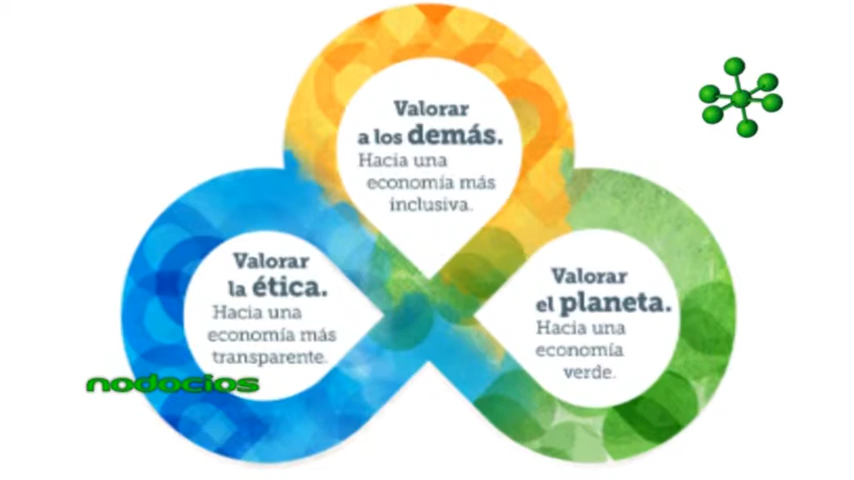 Valorar
a los demás.
Hacia una
economía más
inclusiva.
Valorar
la ética.
Hacia una
economía más
transparente.
Valorar
el planeta.
Hacia una
economía
verde.
nodocios